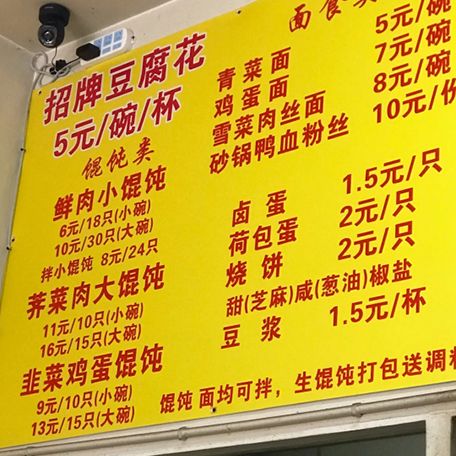 招牌豆腐花
5元/碗/杯
馄饨类
鲜肉小馄饨
6元/18只(小碗)
10元/30只(大碗)
拌小馄饨 8元/24只
荠菜肉大馄饨
11元/10只(小碗)
16元/15只(大碗)
韭菜鸡蛋馄饨
9元/10只(小碗)
13元/15只(大碗)
面食类
青菜面 5元/碗
鸡蛋面 7元/碗
雪菜肉丝面 8元/碗
砂锅鸭血粉丝 10元/份
卤蛋 1.5元/只
荷包蛋 2元/只
烧饼 2元/只
甜(芝麻)咸(葱油)椒盐
豆浆 1.5元/杯
馄饨 面均可拌，生馄饨打包送调料